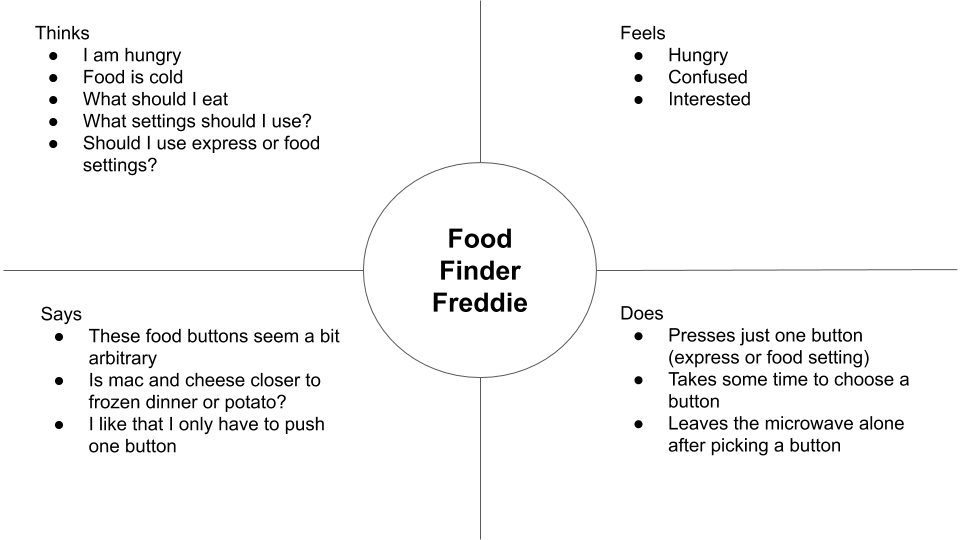 Thinks
● I am hungry
● Food is cold
● What should I eat
● What settings should I use?
● Should I use express or food
settings?
Feels
● Hungry
● Confused
● Interested
Food
Finder
Freddie
Says
● These food buttons seem a bit
arbitrary
● Is mac and cheese closer to
frozen dinner or potato?
● I like that I only have to push
one button
Does
● Presses just one button
(express or food setting)
● Takes some time to choose a
button
● Leaves the microwave alone
after picking a button